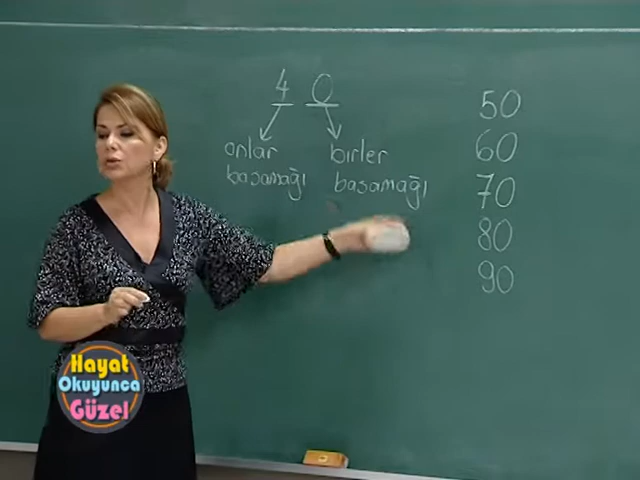 4 0
onlar basamağı
birler basamağı
50
60
70
80
90
Hayat
Okuyunca
Güzel